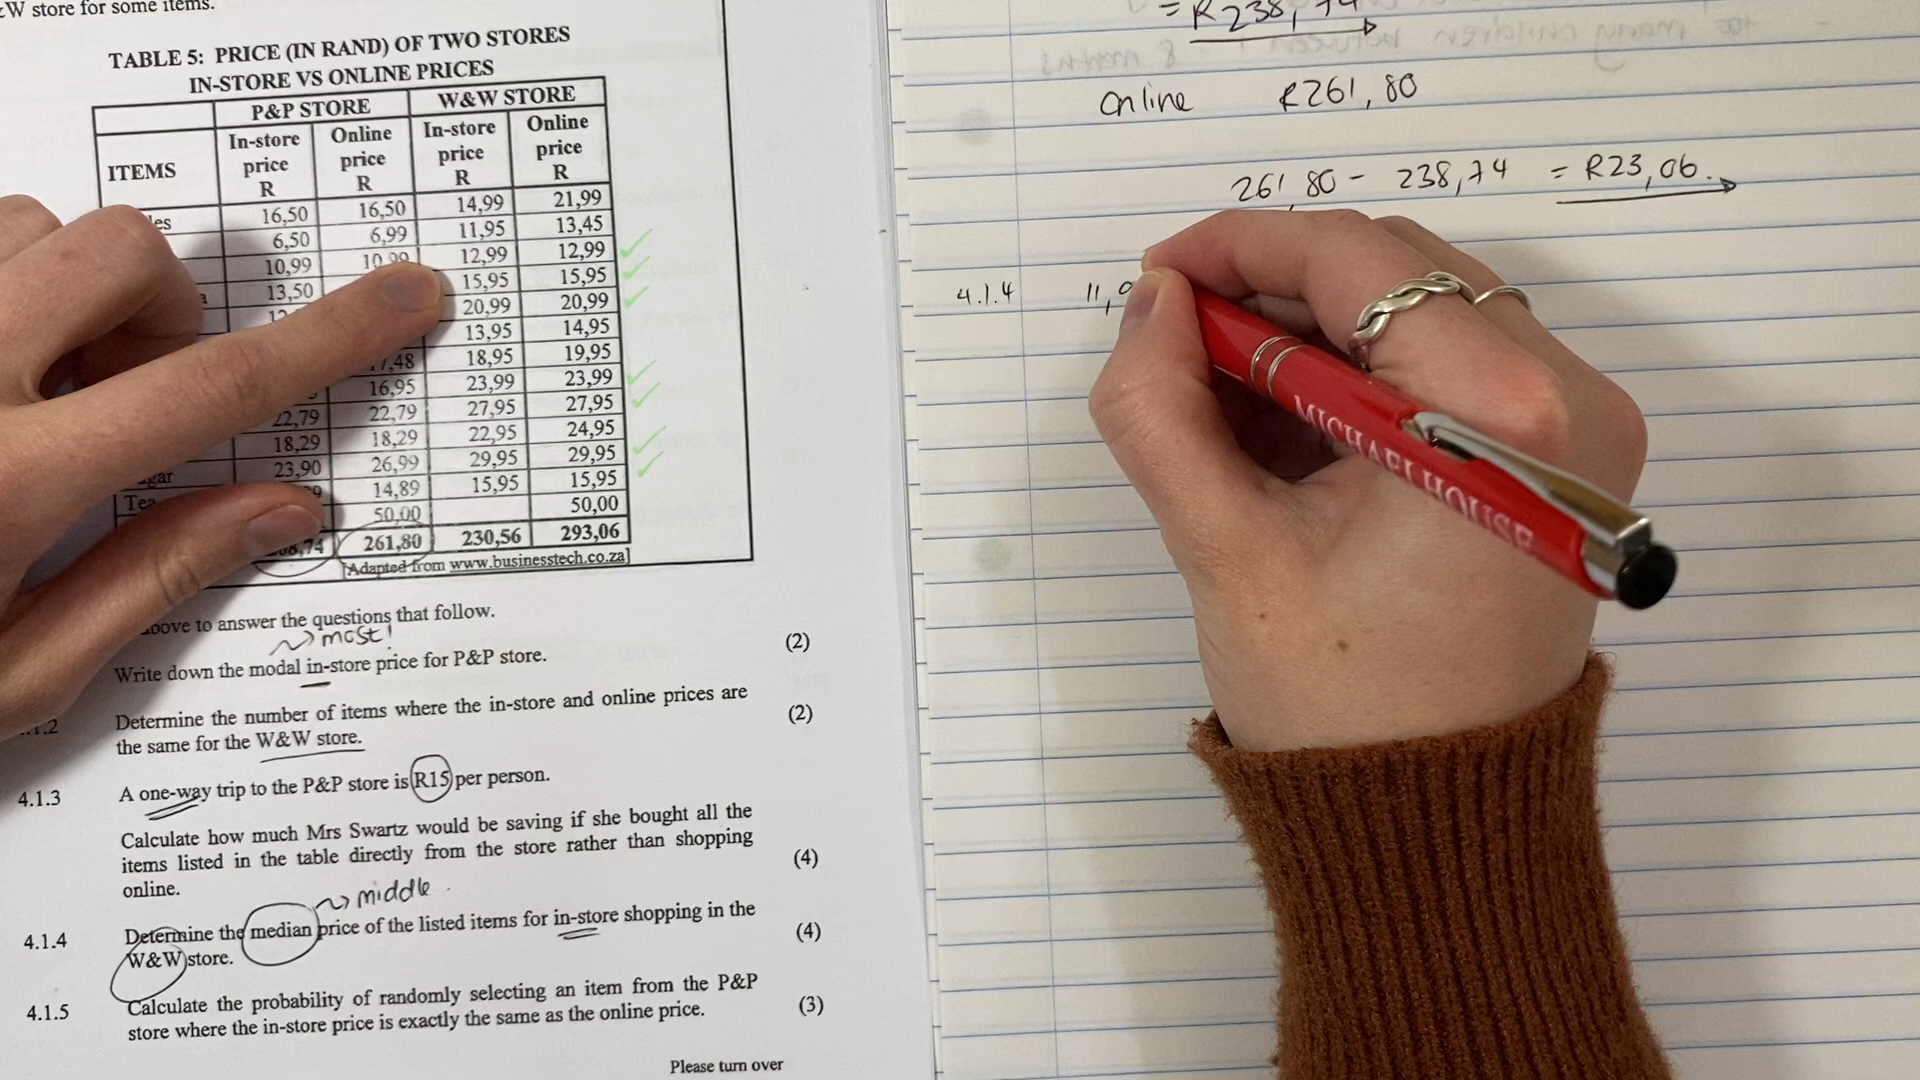 W store for some items.
TABLE 5: PRICE (IN RAND) OF TWO STORES
IN-STORE VS ONLINE PRICES
P&P STORE W&W STORE
ITEMS In-store price R Online price R In-store price R Online price R
16,50 16,50 14,99 21,99
6,50 6,99 11,95 13,45
10,99 10,99 12,99 12,99
13,50 15,95 15,95
20,99 20,99
13,95 14,95
18,95 19,95
16,95 23,99 23,99
22,79 22,79 27,95 27,95
18,29 18,29 22,95 24,95
23,90 26,99 29,95 29,95
Tea 14,89 15,95 15,95
50,00 50,00
261,80 230,56 293,06
[Adapted from www.businesstech.co.za]
above to answer the questions that follow.
most!
Write down the modal in-store price for P&P store. (2)
Determine the number of items where the in-store and online prices are
the same for the W&W store. (2)
4.1.3 A one-way trip to the P&P store is R15 per person.
Calculate how much Mrs Swartz would be saving if she bought all the
items listed in the table directly from the store rather than shopping
online. (4)
middle
4.1.4 Determine the median price of the listed items for in-store shopping in the
W&W store. (4)
4.1.5 Calculate the probability of randomly selecting an item from the P&P
store where the in-store price is exactly the same as the online price. (3)
Please turn over
= R238,74
Online R261,80
261,80 - 238,74 = R23,06.
4.1.4 11,9
MICHAELHOUSE